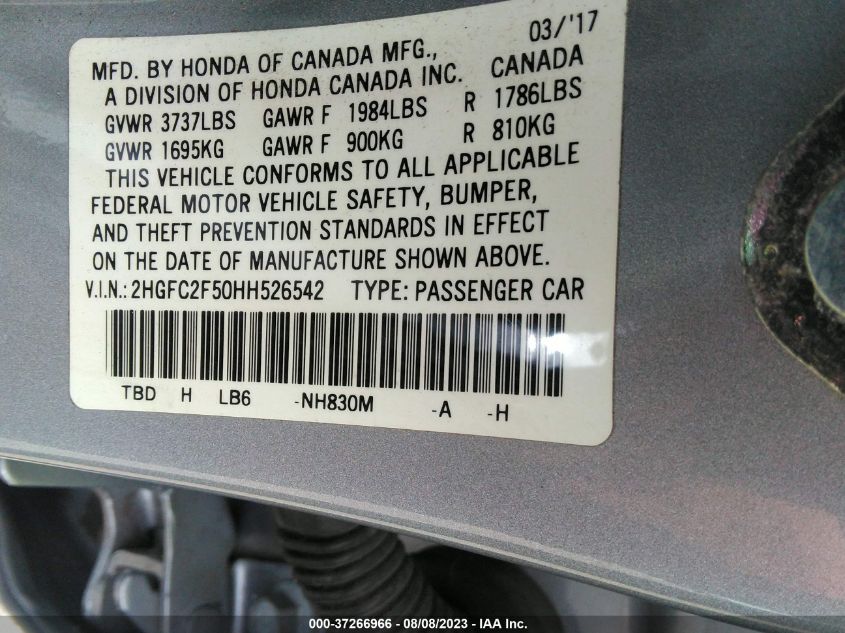 03/'17
MFD. BY HONDA OF CANADA MFG.,
A DIVISION OF HONDA CANADA INC. CANADA
GVWR 3737LBS GAWR F 1984LBS R 1786LBS
GVWR 1695KG GAWR F 900KG R 810KG
THIS VEHICLE CONFORMS TO ALL APPLICABLE
FEDERAL MOTOR VEHICLE SAFETY, BUMPER,
AND THEFT PREVENTION STANDARDS IN EFFECT
ON THE DATE OF MANUFACTURE SHOWN ABOVE.
V.I.N.: 2HGFC2F50HH526542 TYPE: PASSENGER CAR
TBD H LB6 -NH830M -A -H
000-37266966 - 08/08/2023 - IAA Inc.